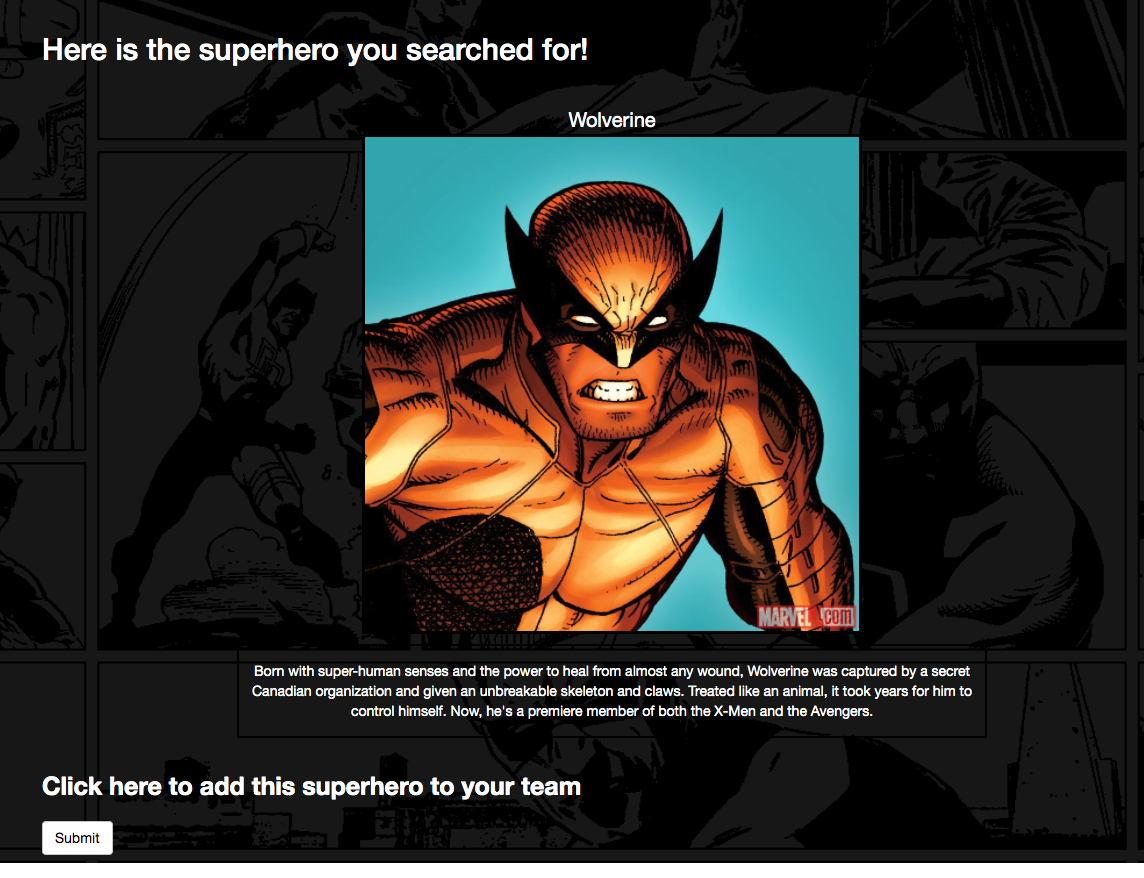 Here is the superhero you searched for!
Wolverine
MARVEL.com
Born with super-human senses and the power to heal from almost any wound, Wolverine was captured by a secret
Canadian organization and given an unbreakable skeleton and claws. Treated like an animal, it took years for him to
control himself. Now, he's a premiere member of both the X-Men and the Avengers.
Click here to add this superhero to your team
Submit